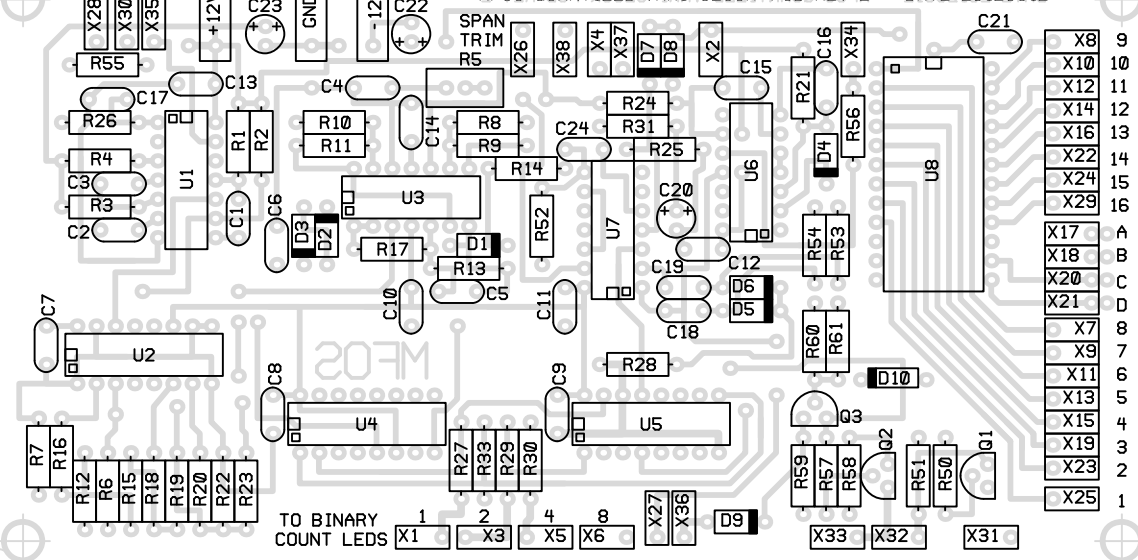 X28 X30 X35 +12V C23 GND -12 C22 SPAN TRIM X26 X38 X4 X37 D7 D8 X2 C16 X34 C21
X8 9
R55 R5 X10 10
C13 C4 C15 R21 X12 11
C17 C14 R24 R56 X14 12
R26 R1 R2 R10 R8 R31 X16 13
R11 R9 C24 R25 D4
R4 R14 U6 U8 X22 14
C3 U1 U3 C20 X24 15
R3 C1 C6 X29 16
C2 D3 D2 R52 U7 R54 R53 X17 A
R17 D1 X18 B
R13 C19 C12 X20 C
C7 C10 C5 C11 D6 X21 D
D5
C18 R60 R61 X7 8
U2 MFOS R28 X9 7
C8 C9 D10 X11 6
X13 5
U4 U5 Q3 X15 4
R7 R16 R27 R33 R29 R30 Q2 Q1 X19 3
R12 R6 R15 R18 R19 R20 R22 R23 R59 R57 R58 R51 R50 X23 2
X25 1
TO BINARY 1 2 4 8 X27 X36 D9
COUNT LEDS X1 X3 X5 X6 X33 X32 X31